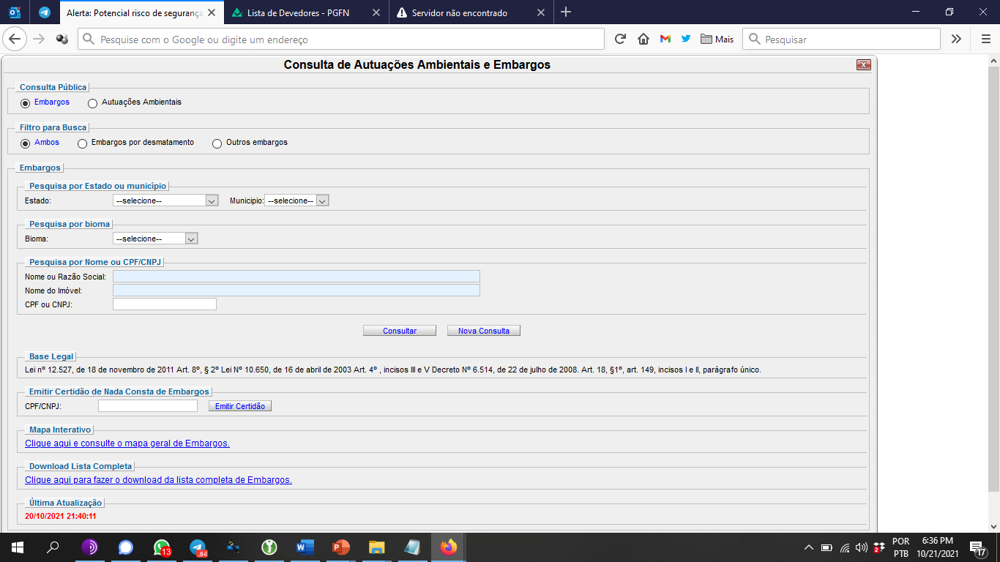 Alerta: Potencial risco de segurança
Lista de Devedores - PGFN
Servidor não encontrado
Pesquise com o Google ou digite um endereço
Mais
Pesquisar
Consulta de Autuações Ambientais e Embargos
Consulta Pública
Embargos
Autuações Ambientais
Filtro para Busca
Ambos
Embargos por desmatamento
Outros embargos
Embargos
Pesquisa por Estado ou município
Estado: --selecione-- Municipio: --selecione--
Pesquisa por bioma
Bioma: --selecione--
Pesquisa por Nome ou CPF/CNPJ
Nome ou Razão Social:
Nome do Imóvel:
CPF ou CNPJ:
Consultar
Nova Consulta
Base Legal
Lei nº 12.527, de 18 de novembro de 2011 Art. 8º, § 2º Lei Nº 10.650, de 16 de abril de 2003 Art. 4º , incisos III e V Decreto Nº 6.514, de 22 de julho de 2008. Art. 18, §1º, art. 149, incisos I e II, parágrafo único.
Emitir Certidão de Nada Consta de Embargos
CPF/CNPJ:
Emitir Certidão
Mapa Interativo
Clique aqui e consulte o mapa geral de Embargos.
Download Lista Completa
Clique aqui para fazer o download da lista completa de Embargos.
Última Atualização
20/10/2021 21:40:11
13
.84
2
POR
PTB
6:36 PM
10/21/2021
17